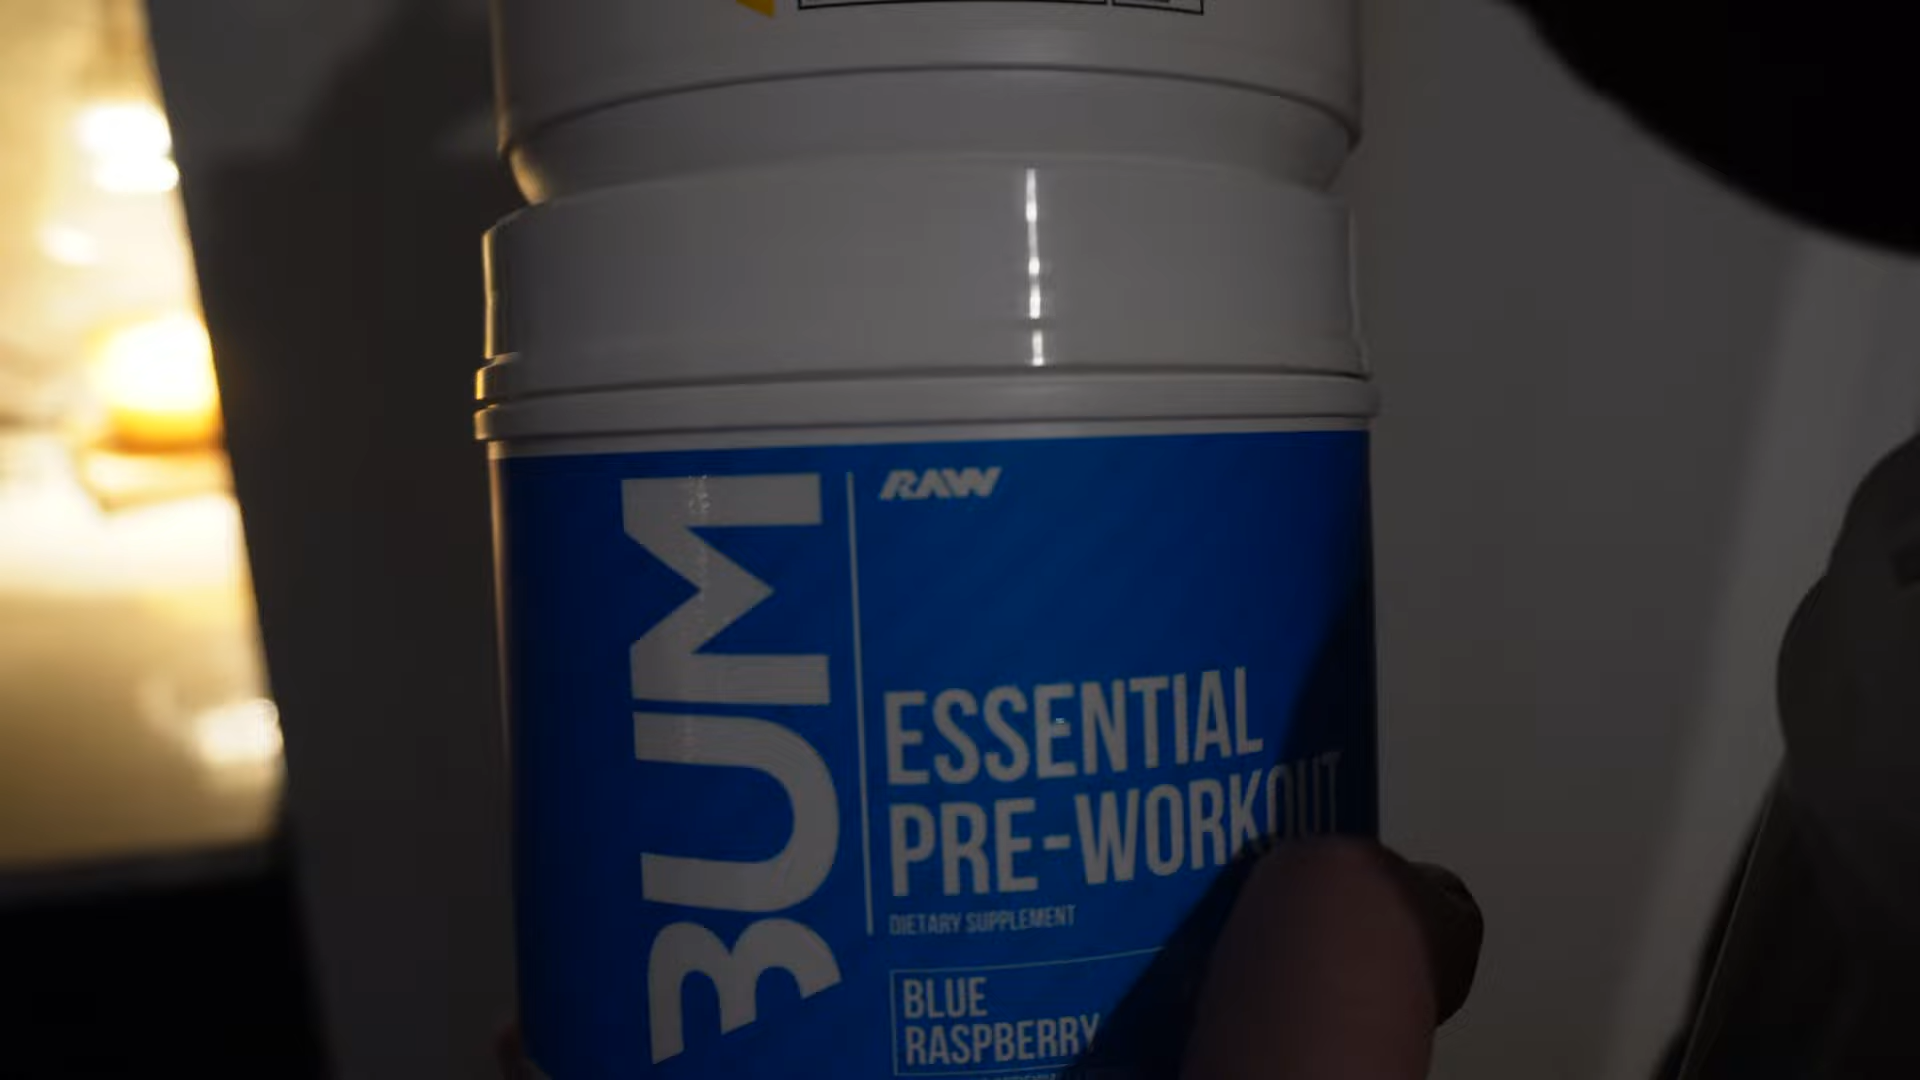 BUM
RAW
ESSENTIAL
PRE-WORKOUT
DIETARY SUPPLEMENT
BLUE
RASPBERRY